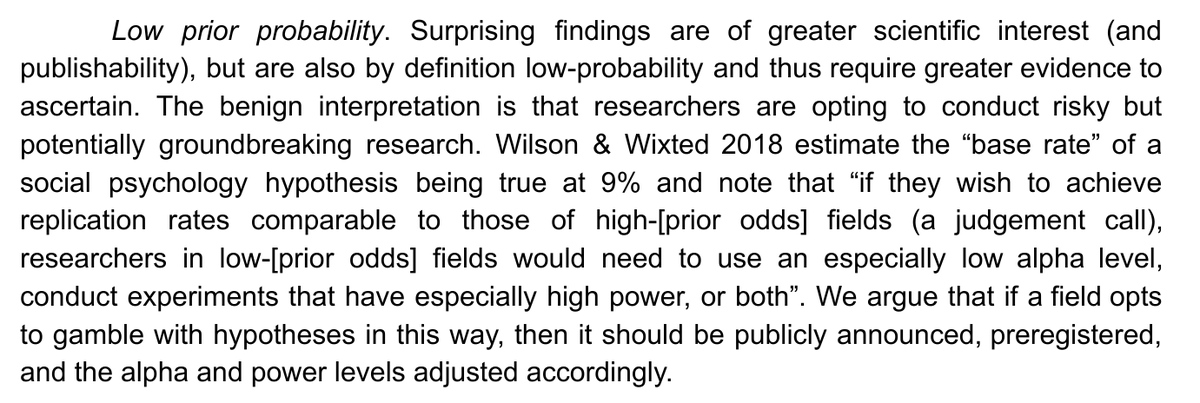 Low prior probability. Surprising findings are of greater scientific interest (and
publishability), but are also by definition low-probability and thus require greater evidence to
ascertain. The benign interpretation is that researchers are opting to conduct risky but
potentially groundbreaking research. Wilson & Wixted 2018 estimate the “base rate” of a
social psychology hypothesis being true at 9% and note that “if they wish to achieve
replication rates comparable to those of high-[prior odds] fields (a judgement call),
researchers in low-[prior odds] fields would need to use an especially low alpha level,
conduct experiments that have especially high power, or both”. We argue that if a field opts
to gamble with hypotheses in this way, then it should be publicly announced, preregistered,
and the alpha and power levels adjusted accordingly.